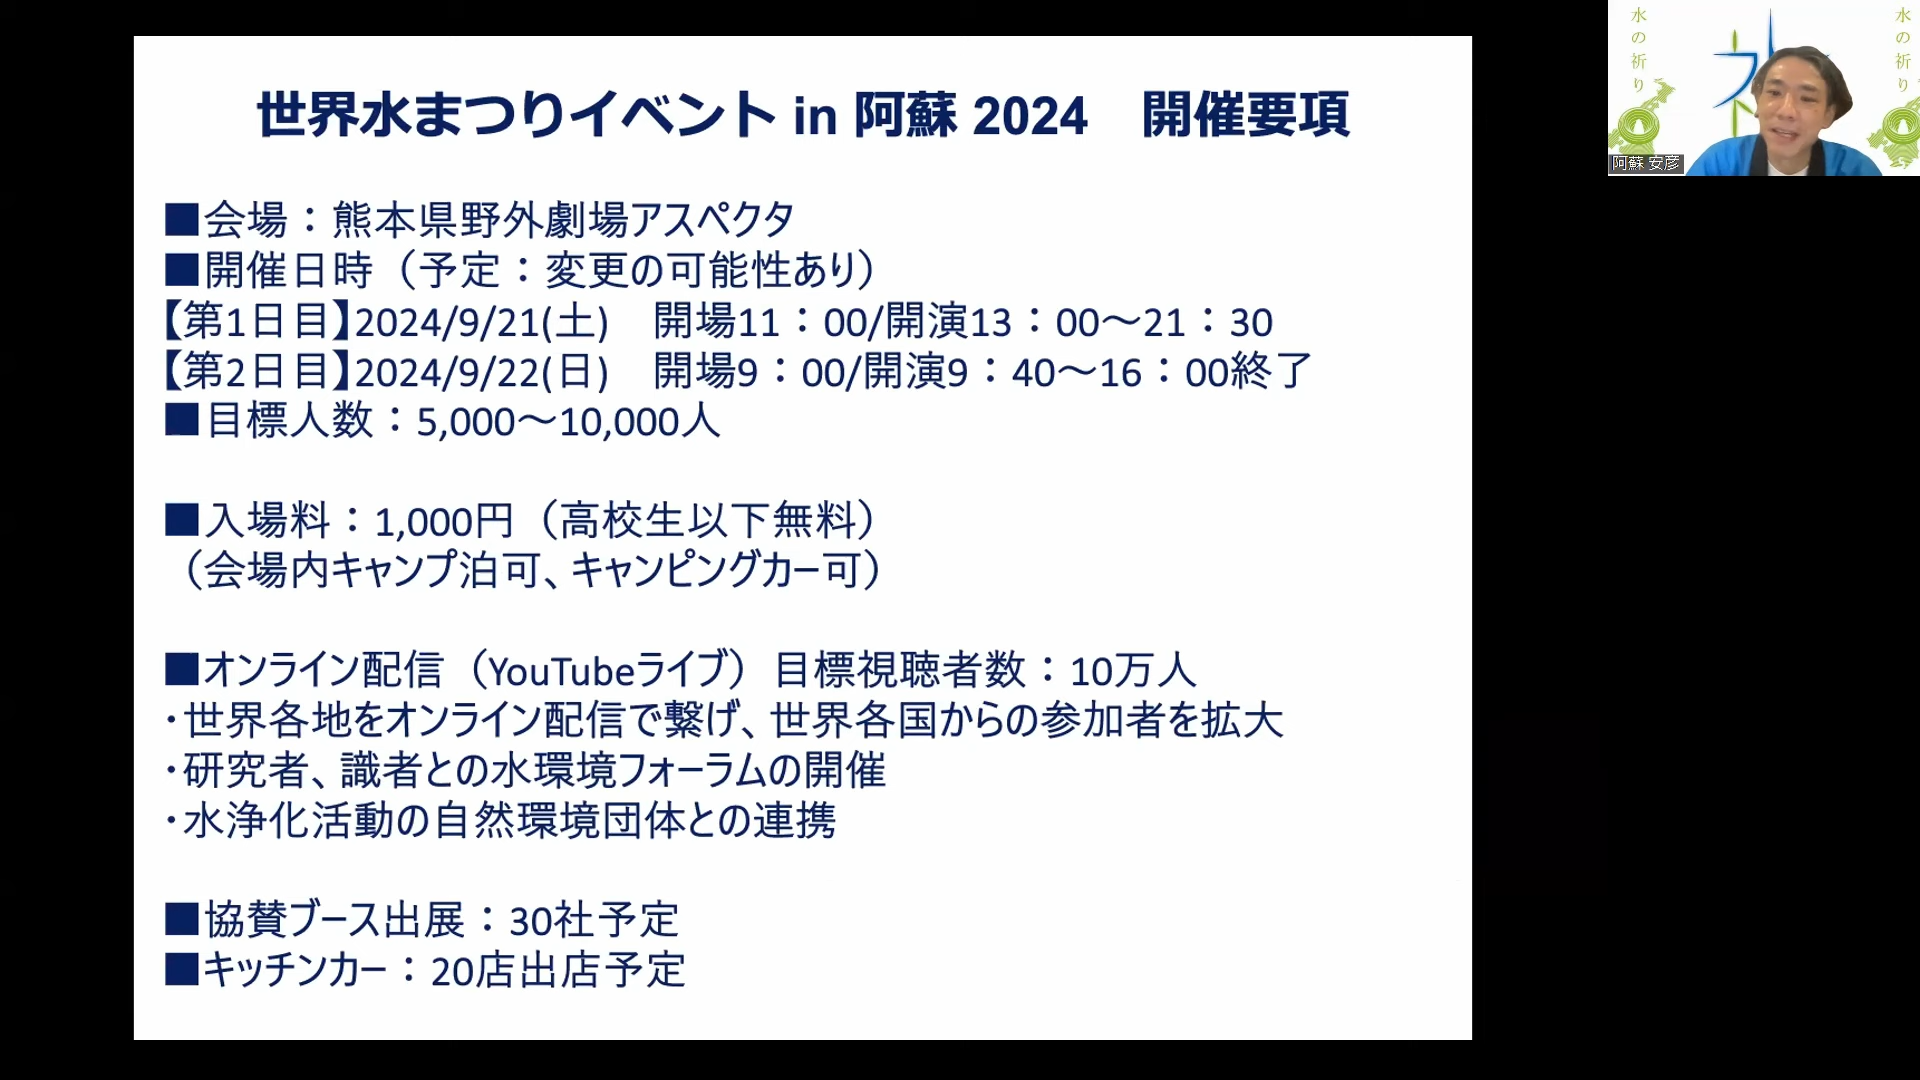 世界水まつりイベント in 阿蘇 2024　開催要項
■会場：熊本県野外劇場アスペクタ
■開催日時（予定：変更の可能性あり）
【第1日目】2024/9/21(土)　開場11：00/開演13：00～21：30
【第2日目】2024/9/22(日)　開場9：00/開演9：40～16：00終了
■目標人数：5,000～10,000人
■入場料：1,000円（高校生以下無料）
（会場内キャンプ泊可、キャンピングカー可）
■オンライン配信（YouTubeライブ）目標視聴者数：10万人
・世界各地をオンライン配信で繋げ、世界各国からの参加者を拡大
・研究者、識者との水環境フォーラムの開催
・水浄化活動の自然環境団体との連携
■協賛ブース出展：30社予定
■キッチンカー：20店出店予定
水の祈り
水の祈り
阿蘇 安彦